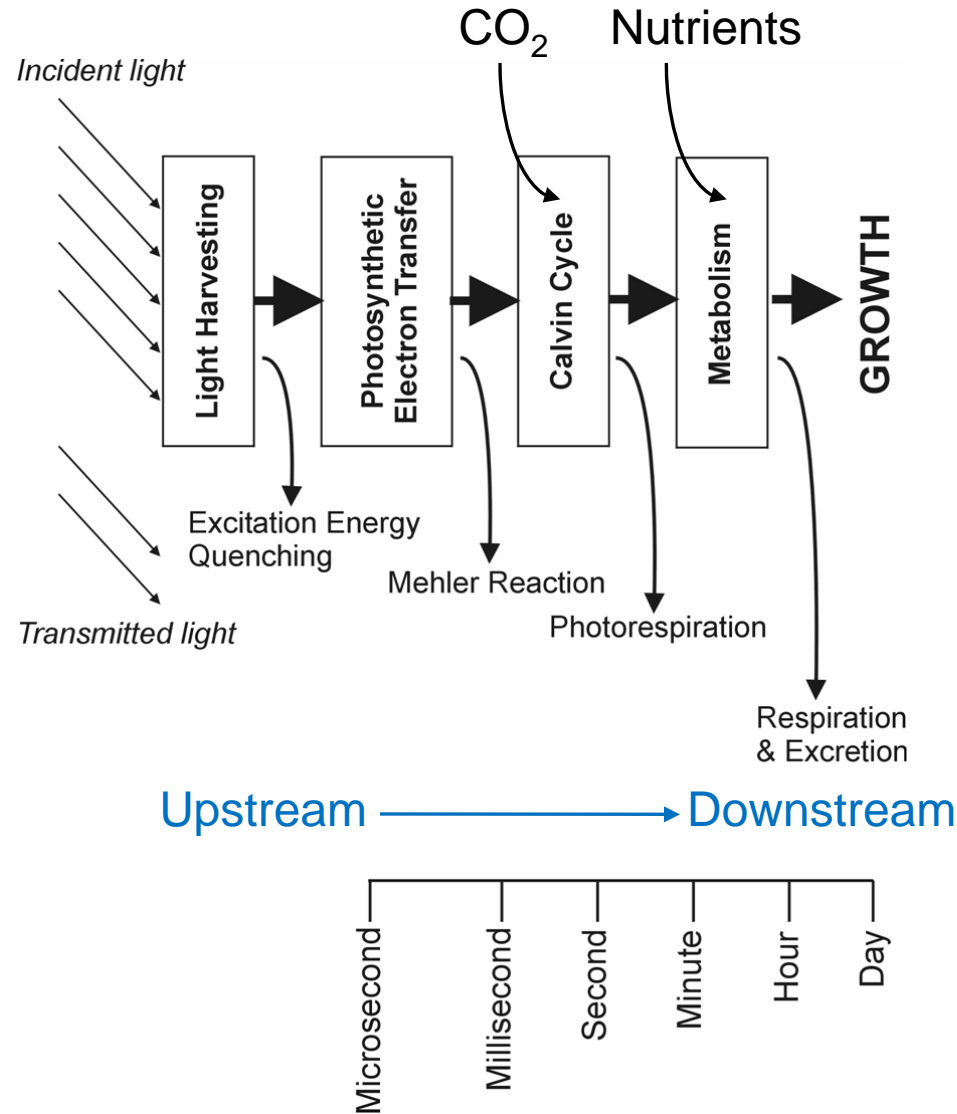 CO₂
Nutrients
Incident light
Light Harvesting
Photosynthetic
Electron Transfer
Calvin Cycle
Metabolism
GROWTH
Excitation Energy
Quenching
Mehler Reaction
Photorespiration
Transmitted light
Respiration
& Excretion
Upstream
Downstream
Microsecond
Millisecond
Second
Minute
Hour
Day